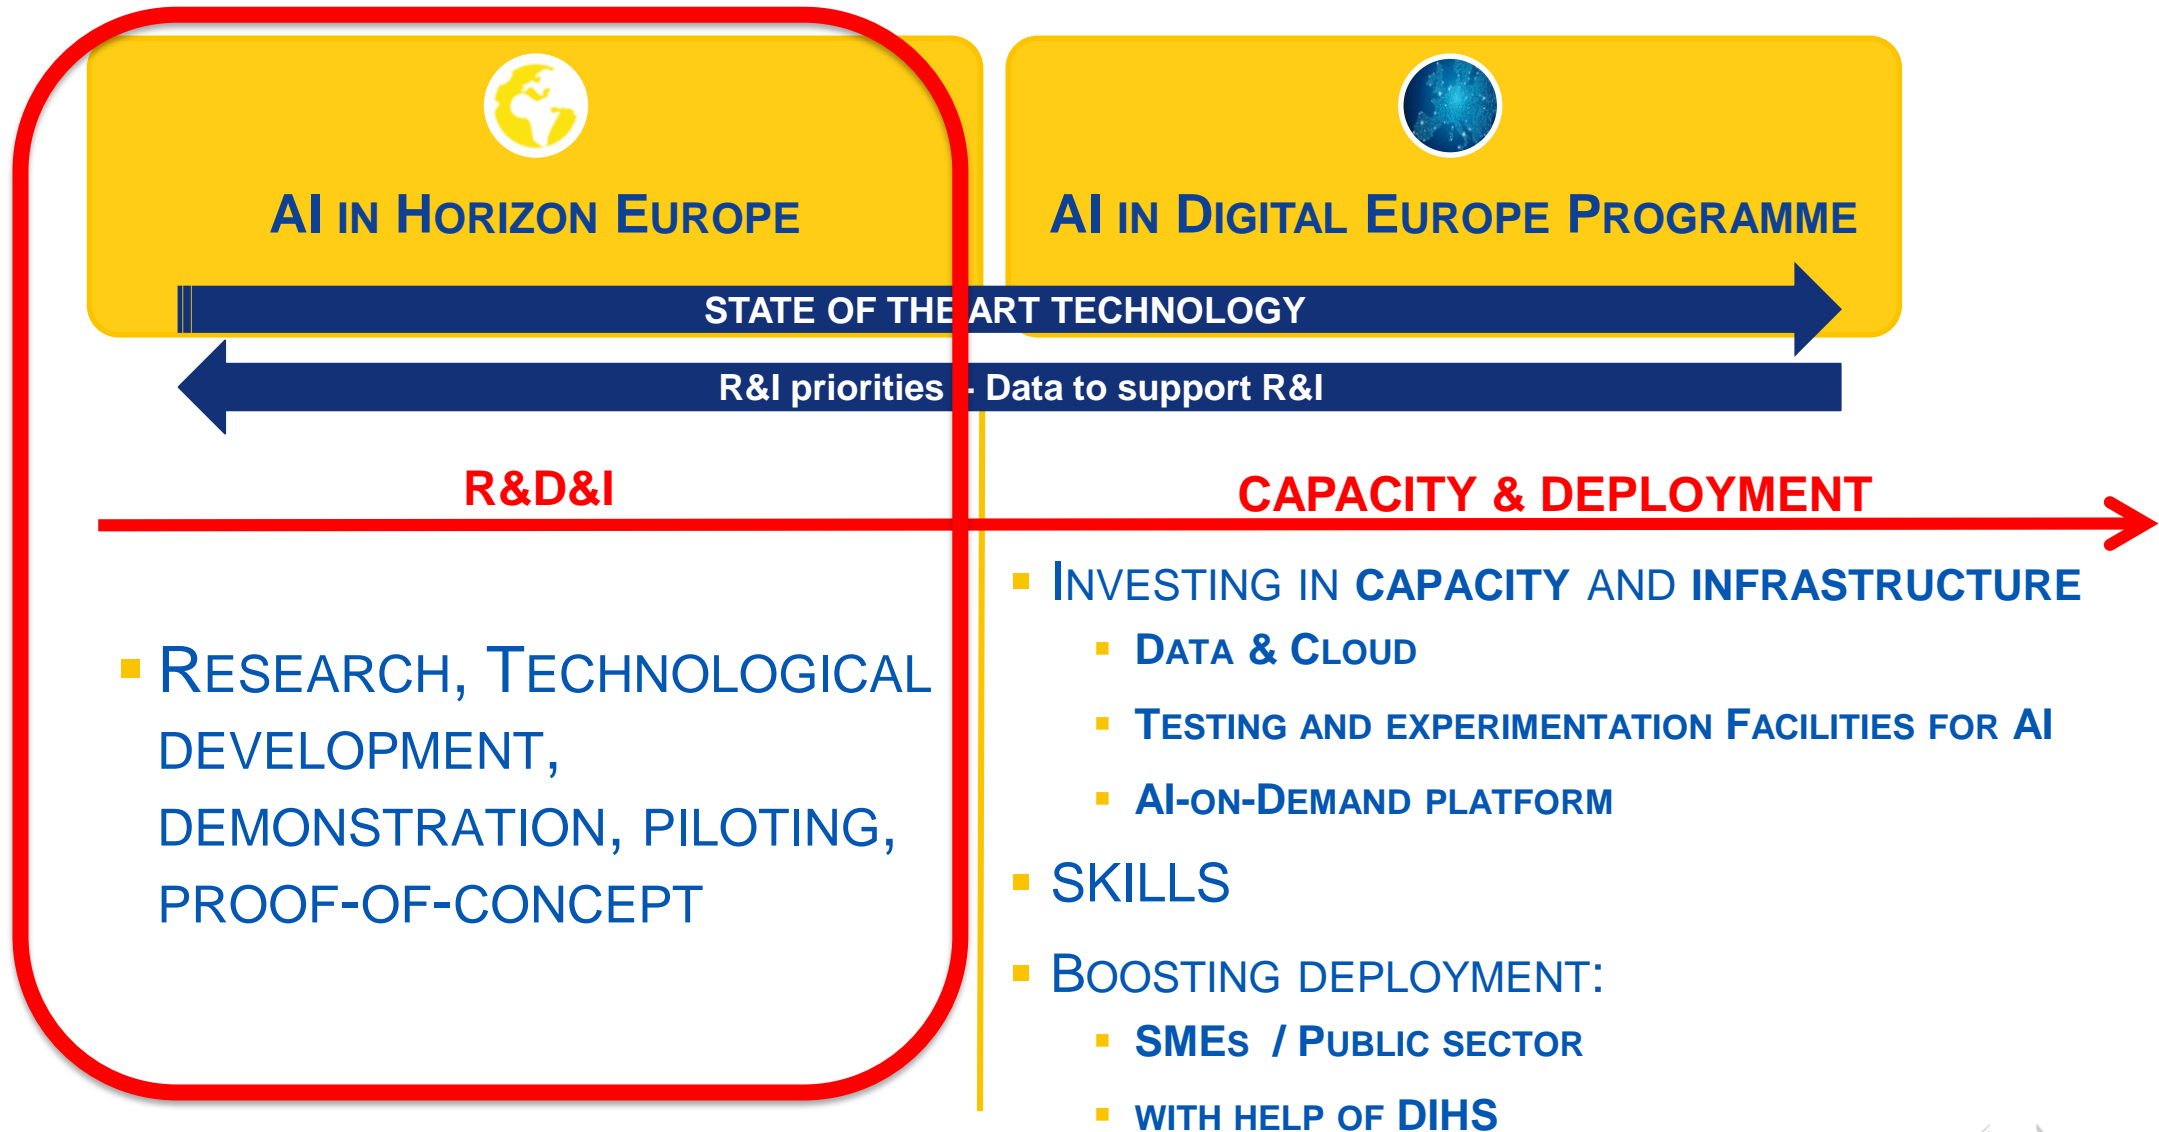 AI IN HORIZON EUROPE
AI IN DIGITAL EUROPE PROGRAMME
STATE OF THE ART TECHNOLOGY
R&I priorities - Data to support R&I
R&D&I
CAPACITY & DEPLOYMENT
RESEARCH, TECHNOLOGICAL
DEVELOPMENT,
DEMONSTRATION, PILOTING,
PROOF-OF-CONCEPT
INVESTING IN CAPACITY AND INFRASTRUCTURE
DATA & CLOUD
TESTING AND EXPERIMENTATION FACILITIES FOR AI
AI-ON-DEMAND PLATFORM
SKILLS
BOOSTING DEPLOYMENT:
SMES / PUBLIC SECTOR
WITH HELP OF DIHS